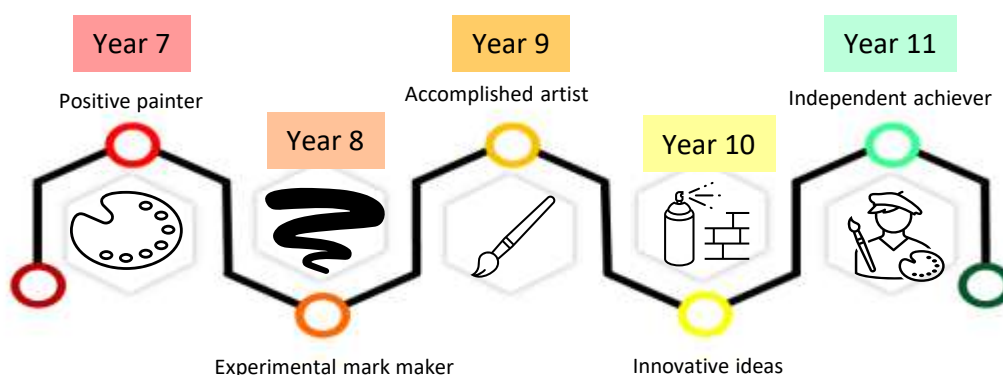 Year 7
Positive painter
Year 8
Experimental mark maker
Year 9
Accomplished artist
Year 10
Innovative ideas
Year 11
Independent achiever